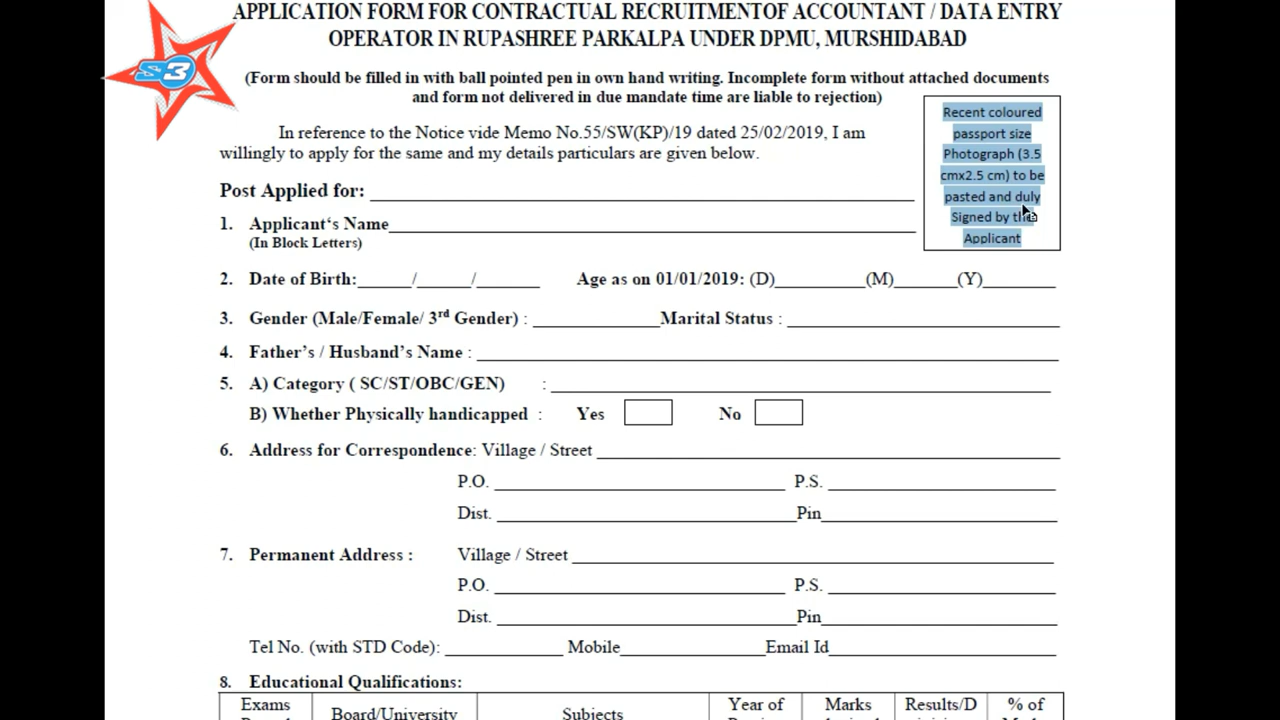 APPLICATION FORM FOR CONTRACTUAL RECRUITMENTOF ACCOUNTANT / DATA ENTRY
OPERATOR IN RUPASHREE PARKALPA UNDER DPMU, MURSHIDABAD
S3
(Form should be filled in with ball pointed pen in own hand writing. Incomplete form without attached documents
and form not delivered in due mandate time are liable to rejection)
Recent coloured
passport size
Photograph (3.5
cmx2.5 cm) to be
pasted and duly
Signed by the
Applicant
In reference to the Notice vide Memo No.55/SW(KP)/19 dated 25/02/2019, I am
willingly to apply for the same and my details particulars are given below.
Post Applied for:
1. Applicant‘s Name
(In Block Letters)
2. Date of Birth:______/______/_______ Age as on 01/01/2019: (D)__________(M)_______(Y)________
3. Gender (Male/Female/ 3rd Gender) : ______________Marital Status :
4. Father’s / Husband’s Name :
5. A) Category ( SC/ST/OBC/GEN) :
B) Whether Physically handicapped : Yes No
6. Address for Correspondence: Village / Street
P.O. P.S.
Dist. Pin
7. Permanent Address : Village / Street
P.O. P.S.
Dist. Pin
Tel No. (with STD Code): Mobile Email Id
8. Educational Qualifications:
Exams Board/University Subjects Year of Marks Results/D % of